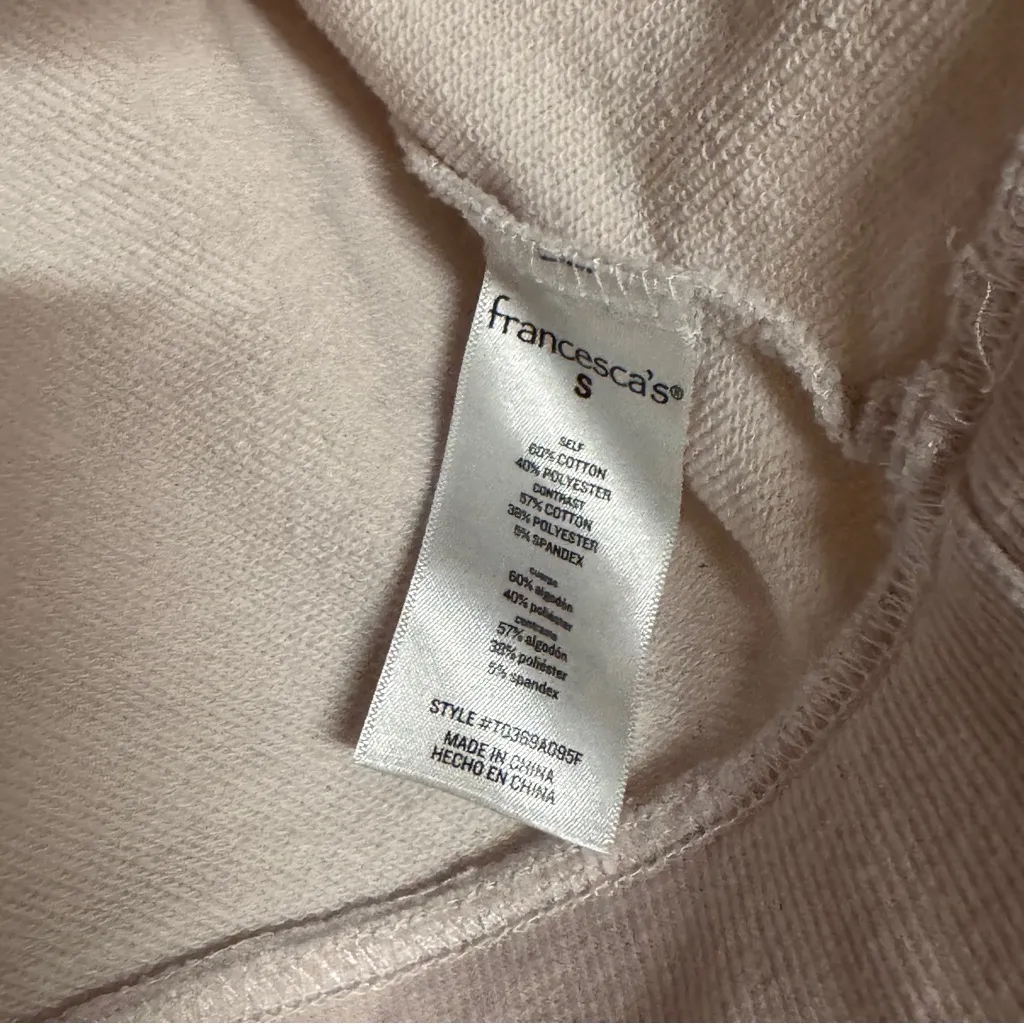 francesca's®
S
SELF
60% COTTON
40% POLYESTER
CONTRAST
57% COTTON
38% POLYESTER
5% SPANDEX
cuerpo
60% algodón
40% poliéster
contraste
57% algodón
38% poliéster
5% spandex
STYLE #T0369A095F
MADE IN CHINA
HECHO EN CHINA